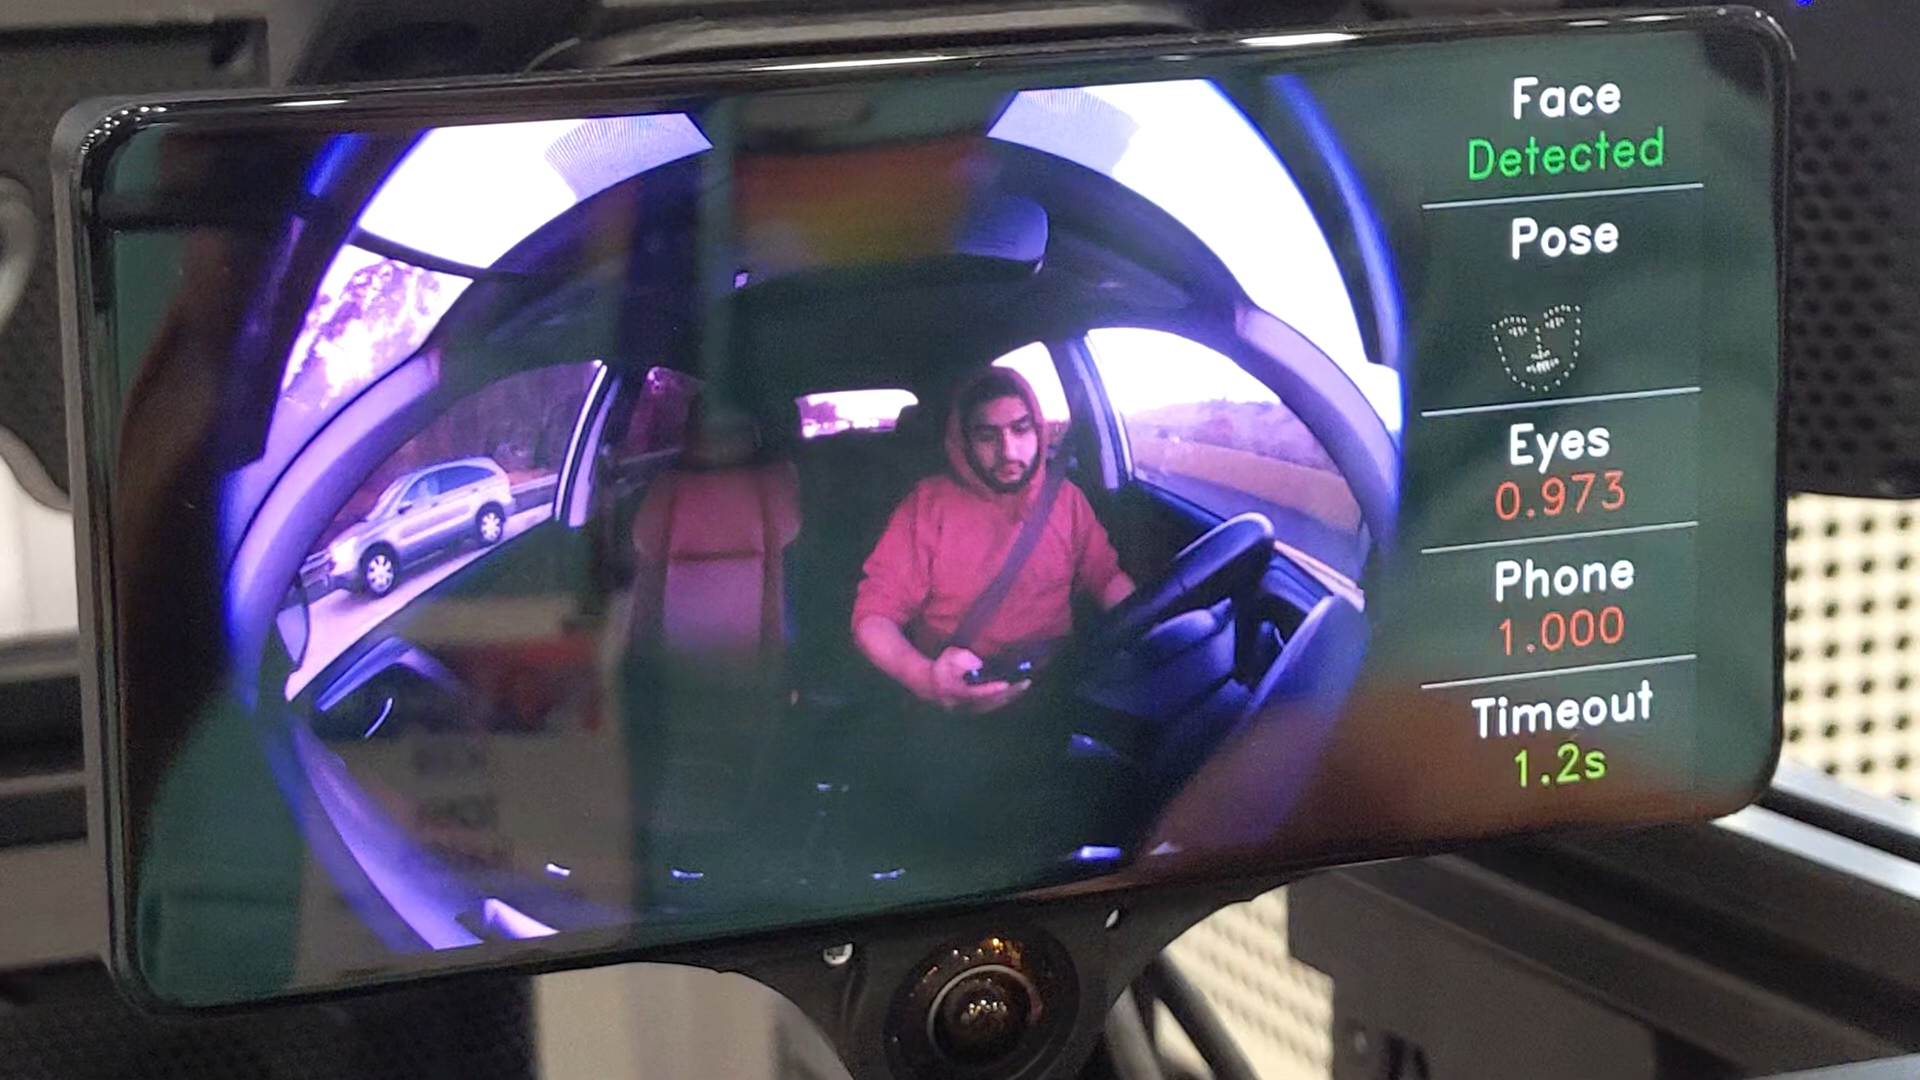 Face
Detected
Pose
Eyes
0.973
Phone
1.000
Timeout
1.2s